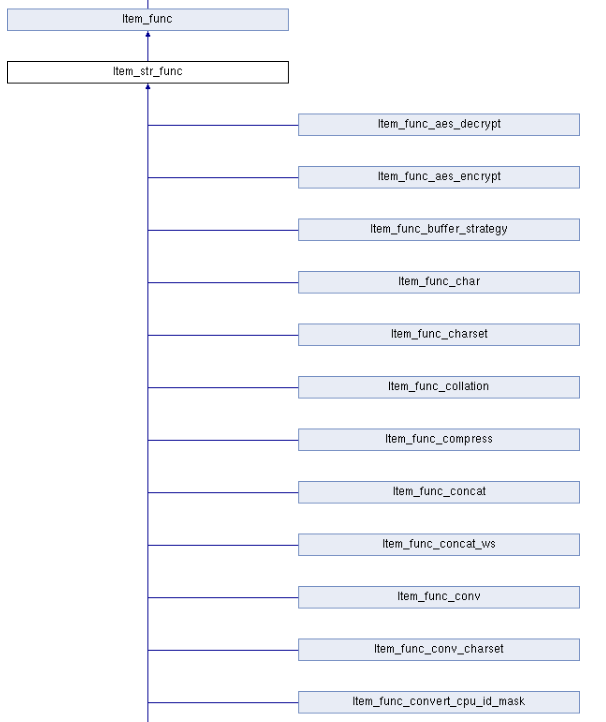 Item_func
Item_str_func
Item_func_aes_decrypt
Item_func_aes_encrypt
Item_func_buffer_strategy
Item_func_char
Item_func_charset
Item_func_collation
Item_func_compress
Item_func_concat
Item_func_concat_ws
Item_func_conv
Item_func_conv_charset
Item_func_convert_cpu_id_mask